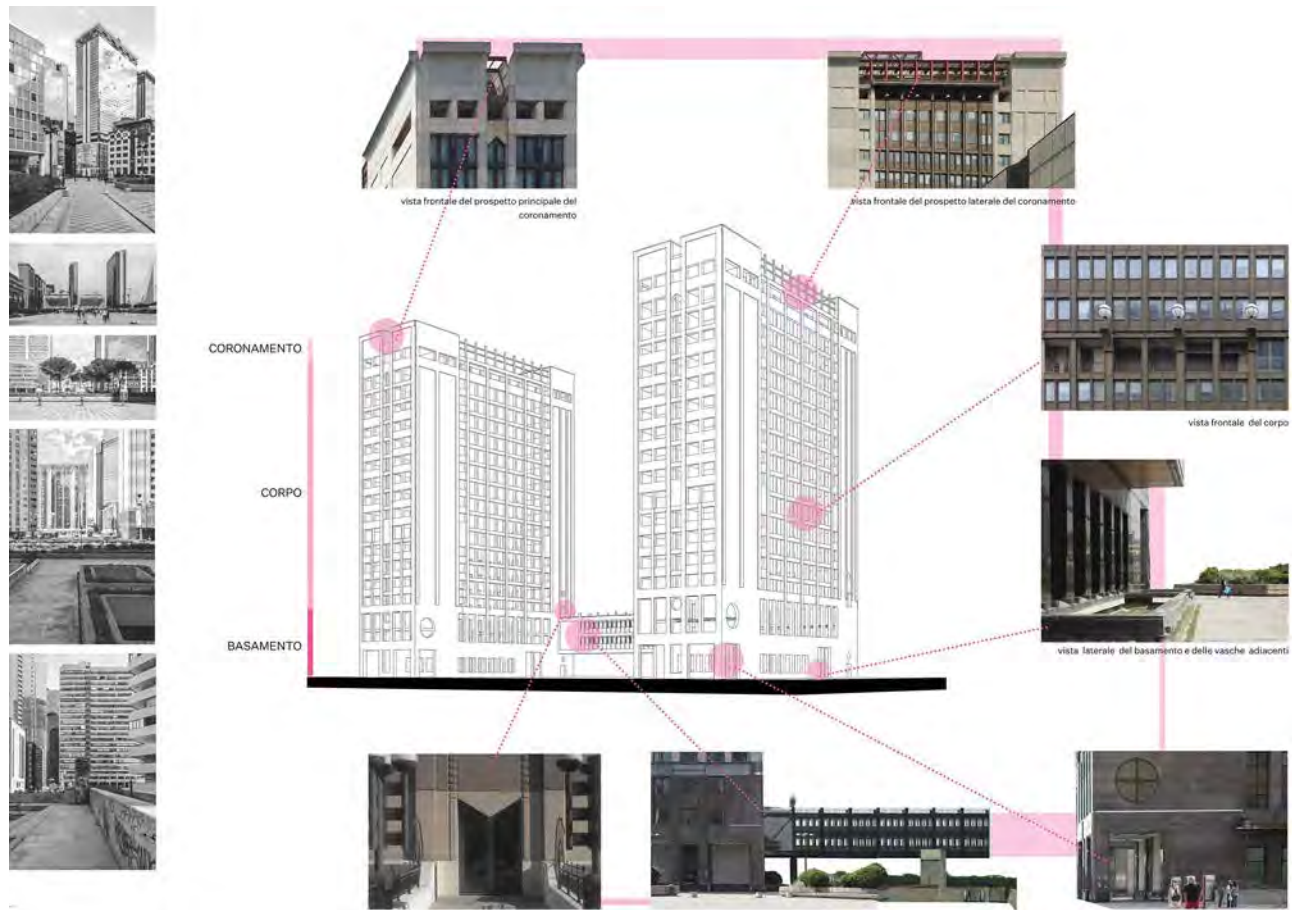 vista frontale del prospetto principale del
coronamento
vista frontale del prospetto laterale del coronamento
CORONAMENTO
vista frontale del corpo
CORPO
BASAMENTO
vista laterale del basamento e delle vasche adiacenti